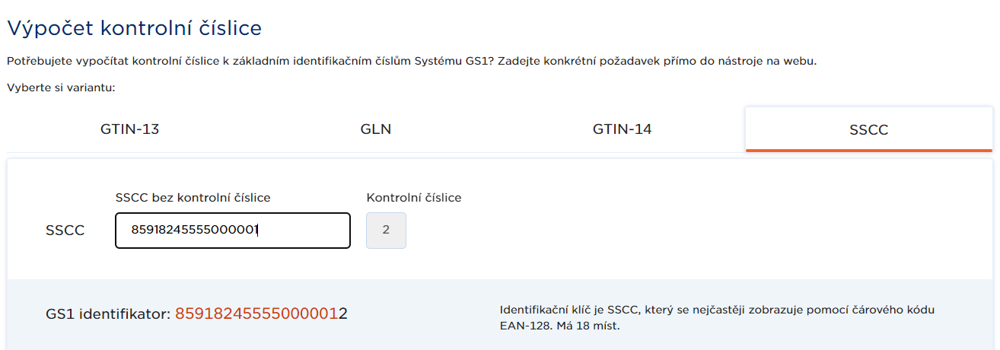 Výpočet kontrolní číslice
Potřebujete vypočítat kontrolní číslice k základním identifikačním číslům Systému GS1? Zadejte konkrétní požadavek přímo do nástroje na webu.
Vyberte si variantu:
GTIN-13 GLN GTIN-14 SSCC
SSCC bez kontrolní číslice Kontrolní číslice
SSCC 85918245555000001 2
GS1 identifikator: 859182455550000012
Identifikační klíč je SSCC, který se nejčastěji zobrazuje pomocí čárového kódu
EAN-128. Má 18 míst.